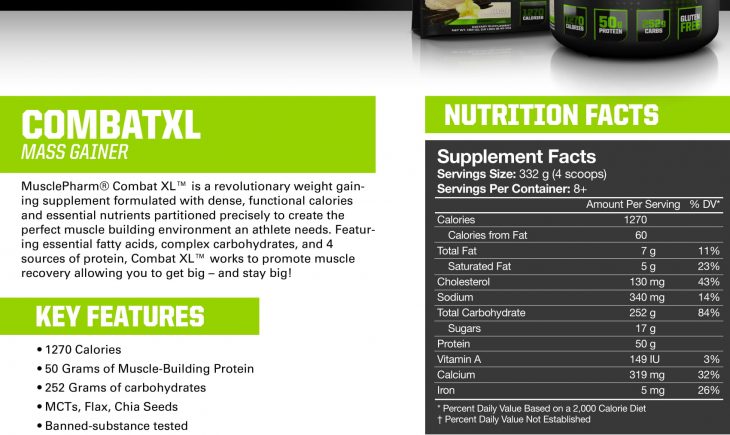 1270
CALORIES
1270
CALORIES
50g
PROTEIN
252g
CARBS
GLUTEN
FREE
COMBATXL
MASS GAINER
MusclePharm® Combat XL™ is a revolutionary weight gain-
ing supplement formulated with dense, functional calories
and essential nutrients partitioned precisely to create the
perfect muscle building environment an athlete needs. Featur-
ing essential fatty acids, complex carbohydrates, and 4
sources of protein, Combat XL™ works to promote muscle
recovery allowing you to get big – and stay big!
KEY FEATURES
• 1270 Calories
• 50 Grams of Muscle-Building Protein
• 252 Grams of carbohydrates
• MCTs, Flax, Chia Seeds
• Banned-substance tested
NUTRITION FACTS
Supplement Facts
Servings Size: 332 g (4 scoops)
Servings Per Container: 8+
Amount Per Serving % DV*
Calories 1270
Calories from Fat 60
Total Fat 7 g 11%
Saturated Fat 5 g 23%
Cholesterol 130 mg 43%
Sodium 340 mg 14%
Total Carbohydrate 252 g 84%
Sugars 17 g
Protein 50 g
Vitamin A 149 IU 3%
Calcium 319 mg 32%
Iron 5 mg 26%
* Percent Daily Value Based on a 2,000 Calorie Diet
† Percent Daily Value Not Established